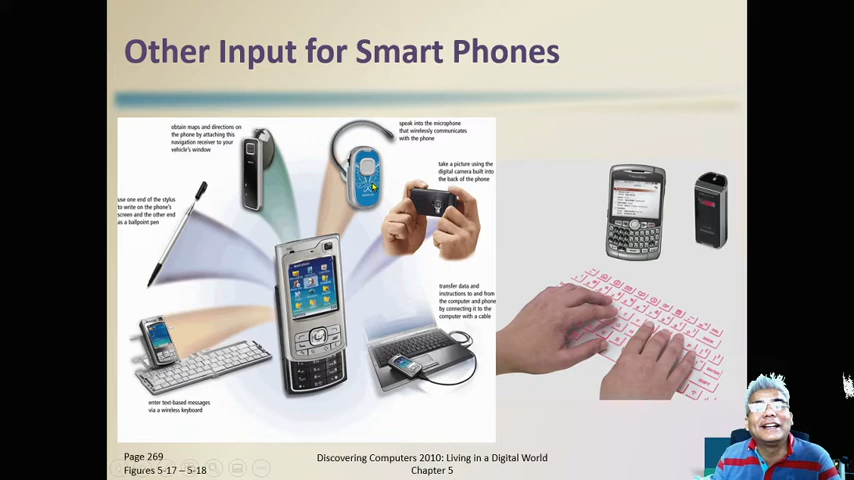 Other Input for Smart Phones
obtain maps and directions on
the phone by attaching this
navigation receiver to your
vehicle's window
speak into the microphone
that wirelessly communicates
with the phone
take a picture using the
digital camera built into
the back of the phone
use one end of the stylus
to write on the phone's
screen and the other end
as a ballpoint pen
transfer data and
instructions to and from
the computer and phone
by connecting it to the
computer with a cable
enter text-based messages
via a wireless keyboard
Page 269
Figures 5-17 – 5-18
Discovering Computers 2010: Living in a Digital World
Chapter 5